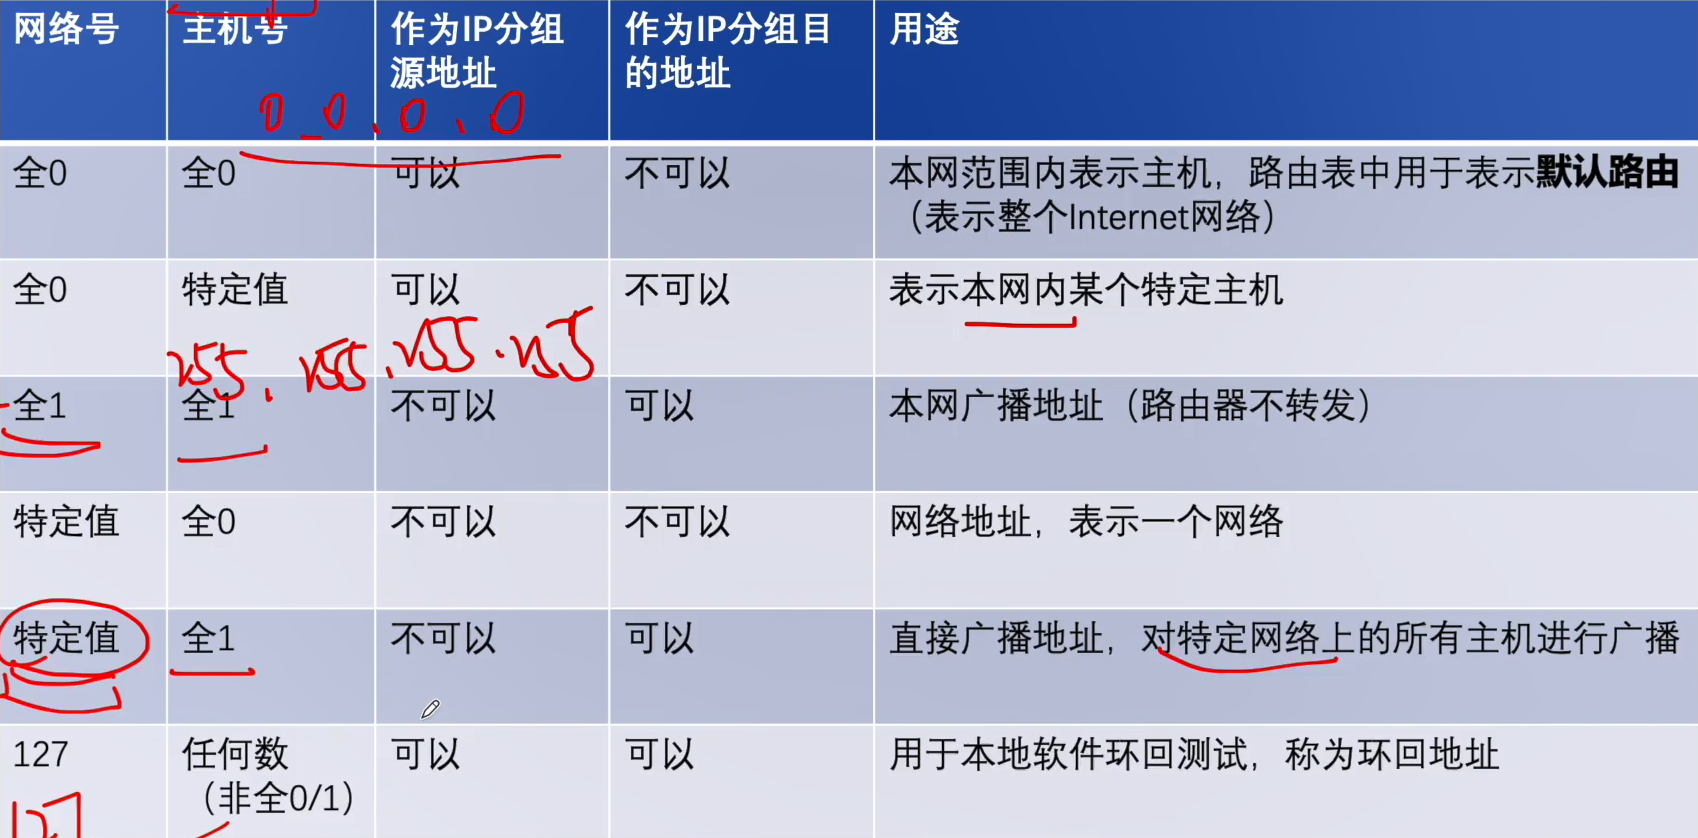 网络号 主机号 作为IP分组源地址 作为IP分组目的地址 用途
0.0.0.0
全0 全0 可以 不可以 本网范围内表示主机，路由表中用于表示默认路由
（表示整个Internet网络）
全0 特定值 可以 不可以 表示本网内某个特定主机
255.255.255.255
全1 全1 不可以 可以 本网广播地址（路由器不转发）
特定值 全0 不可以 不可以 网络地址，表示一个网络
特定值 全1 不可以 可以 直接广播地址，对特定网络上的所有主机进行广播
127 任何数 可以 可以 用于本地软件环回测试，称为环回地址
（非全0/1）